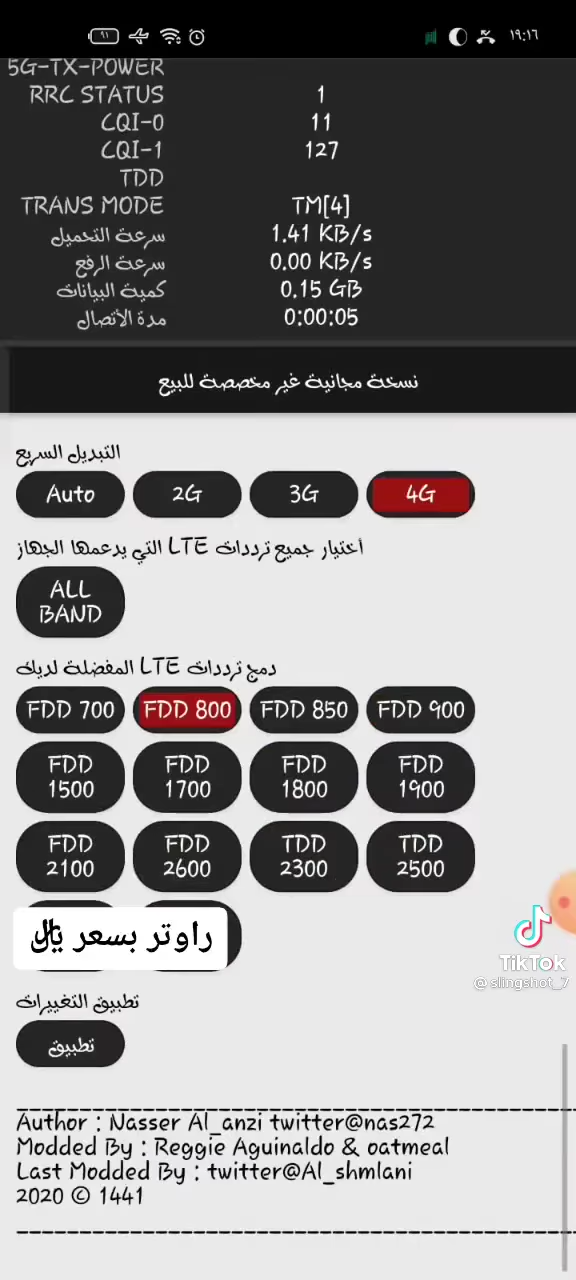 ٩١
١٩:١٦
5G-TX-POWER
RRC STATUS 1
CQI-0 11
CQI-1 127
TDD
TRANS MODE TM[4]
سرعة التحميل 1.41 KB/s
سرعة الرفع 0.00 KB/s
كمية البيانات 0.15 GB
مدة الأتصال 0:00:05
نسخة مجانية غير مخصصة للبيع
التبديل السريع
Auto 2G 3G 4G
أختيار جميع ترددات LTE التي يدعمها الجهاز
ALL
BAND
دمج ترددات LTE المفضلة لديك
FDD 700 FDD 800 FDD 850 FDD 900
FDD FDD FDD FDD
1500 1700 1800 1900
FDD FDD TDD TDD
2100 2600 2300 2500
راوتر بسعر ريال
TikTok
@slingshot_7
تطبيق التغييرات
تطبيق
Author : Nasser Al_anzi twitter@nas272
Modded By : Reggie Aguinaldo & oatmeal
Last Modded By : twitter@Al_shmlani
2020 © 1441